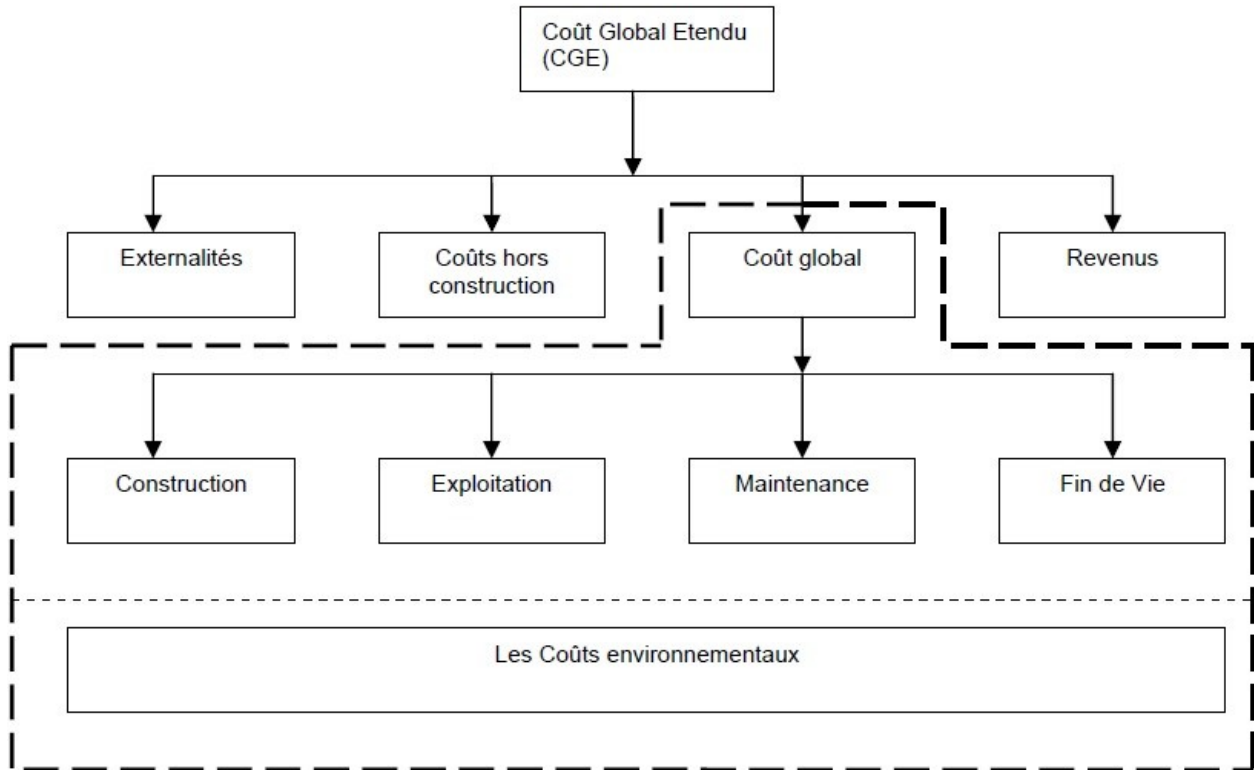 Coût Global Etendu
(CGE)
Externalités
Coûts hors
construction
Coût global
Revenus
Construction
Exploitation
Maintenance
Fin de Vie
Les Coûts environnementaux